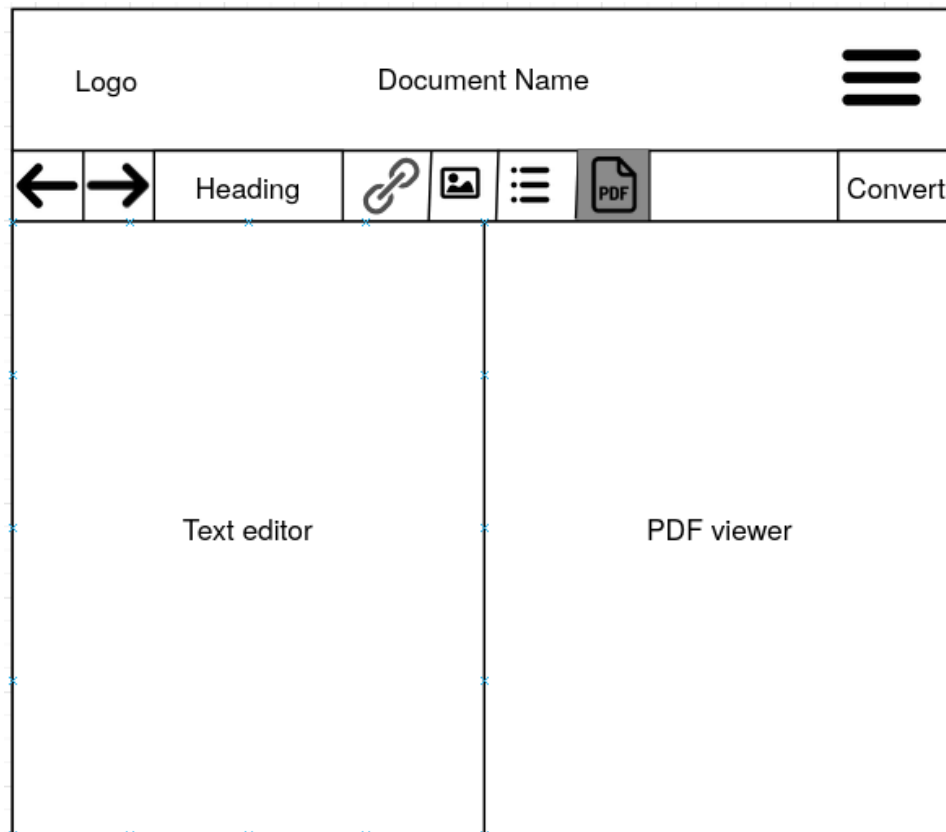 Logo
Document Name
Heading
PDF
Convert
Text editor
PDF viewer